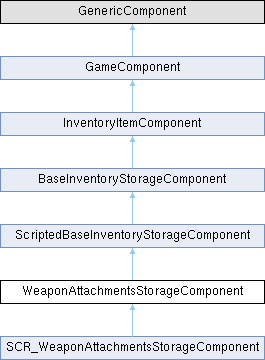 GenericComponent
GameComponent
InventoryItemComponent
BaseInventoryStorageComponent
ScriptedBaseInventoryStorageComponent
WeaponAttachmentsStorageComponent
SCR_WeaponAttachmentsStorageComponent